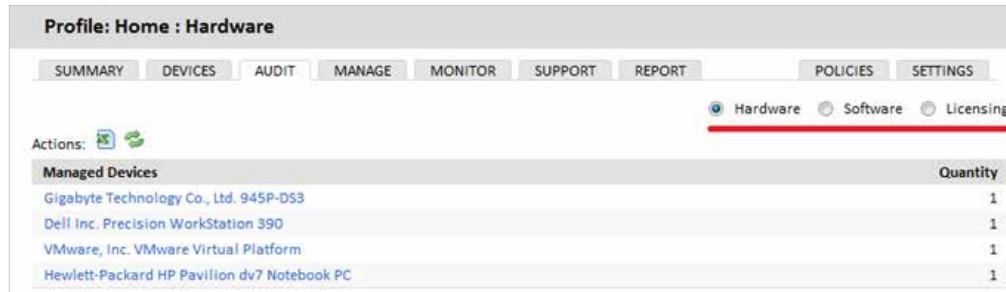 Profile: Home : Hardware
SUMMARY DEVICES AUDIT MANAGE MONITOR SUPPORT REPORT POLICIES SETTINGS
Hardware Software Licensing
Actions:
Managed Devices Quantity
Gigabyte Technology Co., Ltd. 945P-DS3 1
Dell Inc. Precision WorkStation 390 1
VMware, Inc. VMware Virtual Platform 1
Hewlett-Packard HP Pavilion dv7 Notebook PC 1